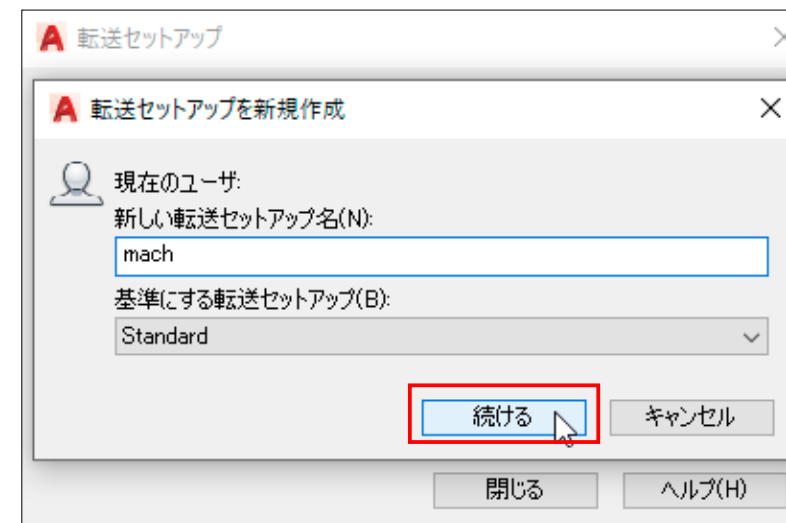 転送セットアップ
転送セットアップを新規作成
現在のユーザ:
新しい転送セットアップ名(N):
mach
基準にする転送セットアップ(B):
Standard
続ける キャンセル
閉じる ヘルプ(H)